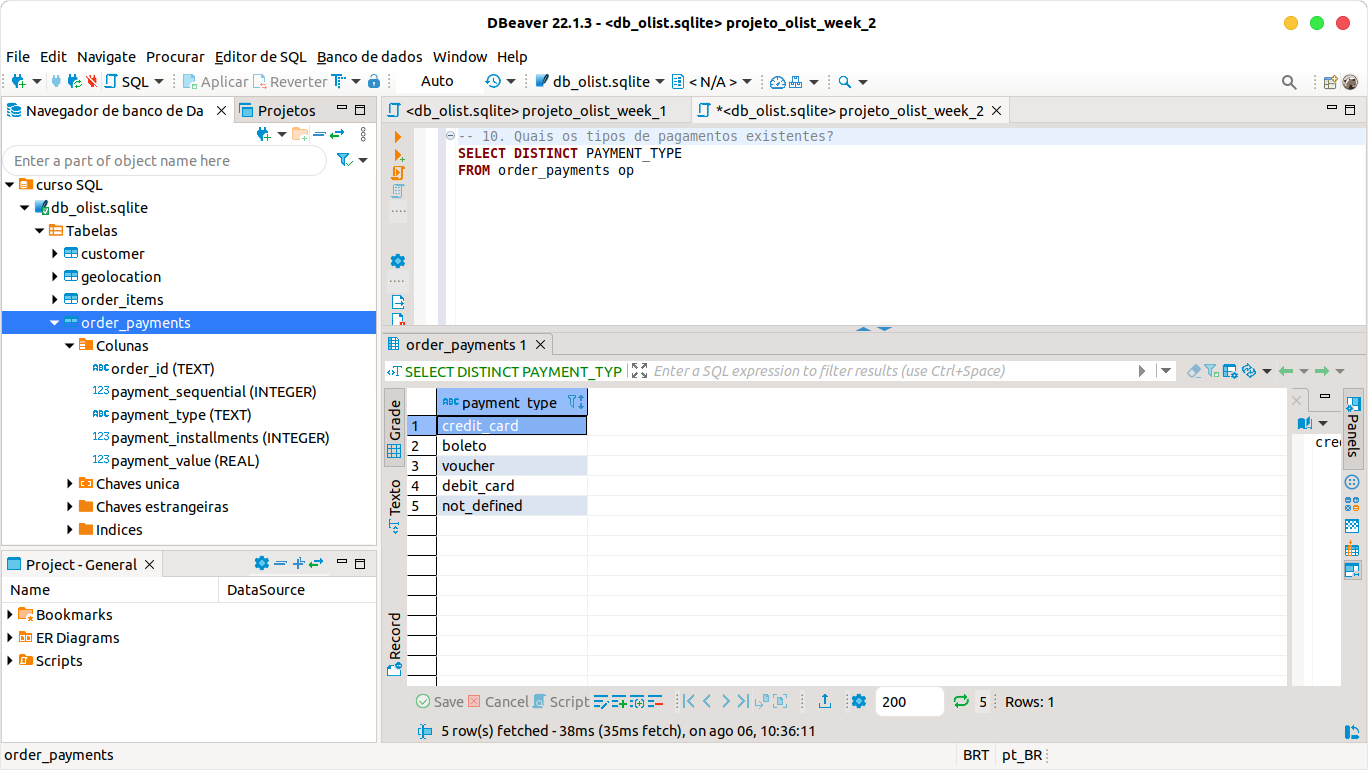 DBeaver 22.1.3 - <db_olist.sqlite> projeto_olist_week_2
File Edit Navigate Procurar Editor de SQL Banco de dados Window Help
SQL Aplicar Reverter Auto db_olist.sqlite < N/A >
Navegador de banco de Da
Projetos
Enter a part of object name here
curso SQL
db_olist.sqlite
Tabelas
customer
geolocation
order_items
order_payments
Colunas
ABC order_id (TEXT)
123 payment_sequential (INTEGER)
ABC payment_type (TEXT)
123 payment_installments (INTEGER)
123 payment_value (REAL)
Chaves unica
Chaves estrangeiras
Indices
Project - General
Name DataSource
Bookmarks
ER Diagrams
Scripts
<db_olist.sqlite> projeto_olist_week_1
*<db_olist.sqlite> projeto_olist_week_2
-- 10. Quais os tipos de pagamentos existentes?
SELECT DISTINCT PAYMENT_TYPE
FROM order_payments op
order_payments 1
SELECT DISTINCT PAYMENT_TYP
Enter a SQL expression to filter results (use Ctrl+Space)
Grade
Texto
Record
ABC payment_type
1 credit_card
2 boleto
3 voucher
4 debit_card
5 not_defined
cre
Panels
Save Cancel Script 200 5 Rows: 1
5 row(s) fetched - 38ms (35ms fetch), on ago 06, 10:36:11
order_payments BRT pt_BR